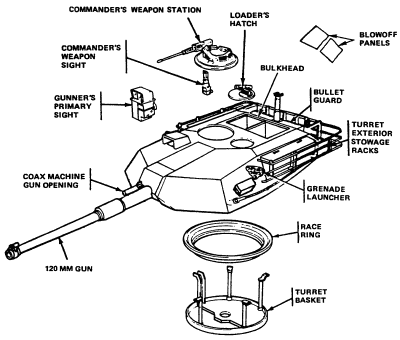 COMMANDER'S WEAPON STATION
LOADER'S
HATCH
BLOWOFF
PANELS
COMMANDER'S
WEAPON
SIGHT
BULKHEAD
GUNNER'S
PRIMARY
SIGHT
BULLET
GUARD
TURRET
EXTERIOR
STOWAGE
RACKS
COAX MACHINE
GUN OPENING
GRENADE
LAUNCHER
RACE
RING
120 MM GUN
TURRET
BASKET